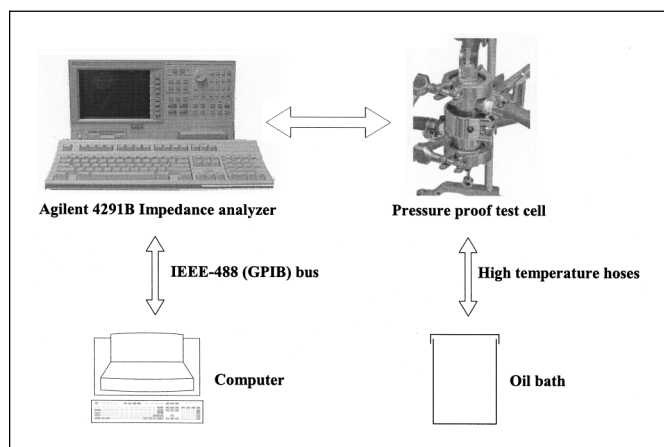 Agilent 4291B Impedance analyzer
Pressure proof test cell
IEEE-488 (GPIB) bus
High temperature hoses
Computer
Oil bath